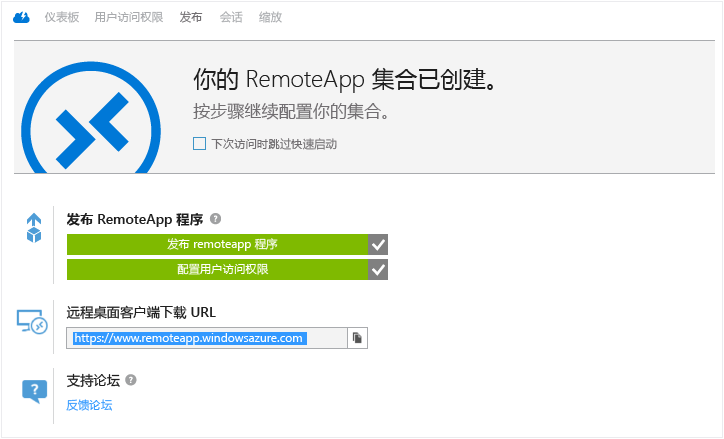 仪表板 用户访问权限 发布 会话 缩放
你的 RemoteApp 集合已创建。
按步骤继续配置你的集合。
下次访问时跳过快速启动
发布 RemoteApp 程序 ?
发布 remoteapp 程序
配置用户访问权限
远程桌面客户端下载 URL
https://www.remoteapp.windowsazure.com
支持论坛 ?
反馈论坛